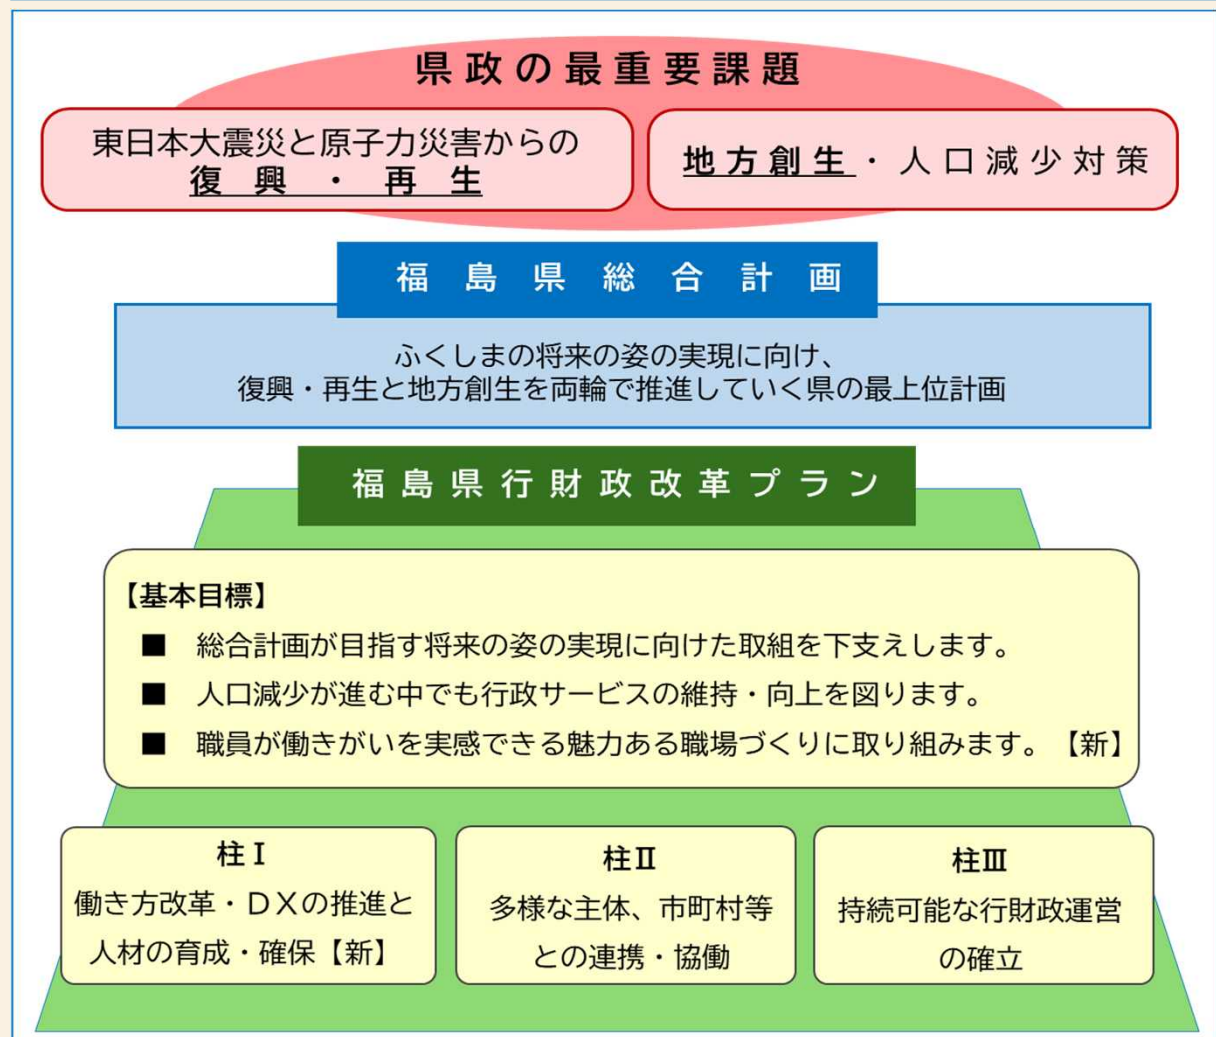 県政の最重要課題
東日本大震災と原子力災害からの
復興・再生
地方創生・人口減少対策
福島県総合計画
ふくしまの将来の姿の実現に向け、
復興・再生と地方創生を両輪で推進していく県の最上位計画
福島県行財政改革プラン
【基本目標】
■ 総合計画が目指す将来の姿の実現に向けた取組を下支えします。
■ 人口減少が進む中でも行政サービスの維持・向上を図ります。
■ 職員が働きがいを実感できる魅力ある職場づくりに取り組みます。【新】
柱Ⅰ
働き方改革・ＤＸの推進と
人材の育成・確保【新】
柱Ⅱ
多様な主体、市町村等
との連携・協働
柱Ⅲ
持続可能な行財政運営
の確立